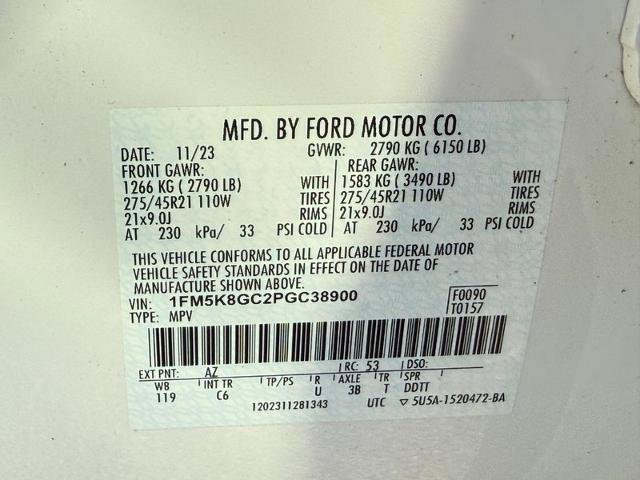 MFD. BY FORD MOTOR CO.
DATE: 11/23 GVWR: 2790 KG ( 6150 LB)
FRONT GAWR: REAR GAWR:
1266 KG ( 2790 LB) WITH 1583 KG ( 3490 LB) WITH
275/45R21 110W TIRES 275/45R21 110W TIRES
21x9.0J RIMS 21x9.0J RIMS
AT 230 kPa/ 33 PSI COLD AT 230 kPa/ 33 PSI COLD
THIS VEHICLE CONFORMS TO ALL APPLICABLE FEDERAL MOTOR
VEHICLE SAFETY STANDARDS IN EFFECT ON THE DATE OF
MANUFACTURE SHOWN ABOVE.
VIN: 1FM5K8GC2PGC38900 F0090
TYPE: MPV T0157
EXT PNT: AZ RC: 53 DSO:
WB INT TR TP/PS R AXLE TR SPR
119 C6 U 3B T DDTT
1202311281343 UTC ▽ 5U5A-1520472-BA